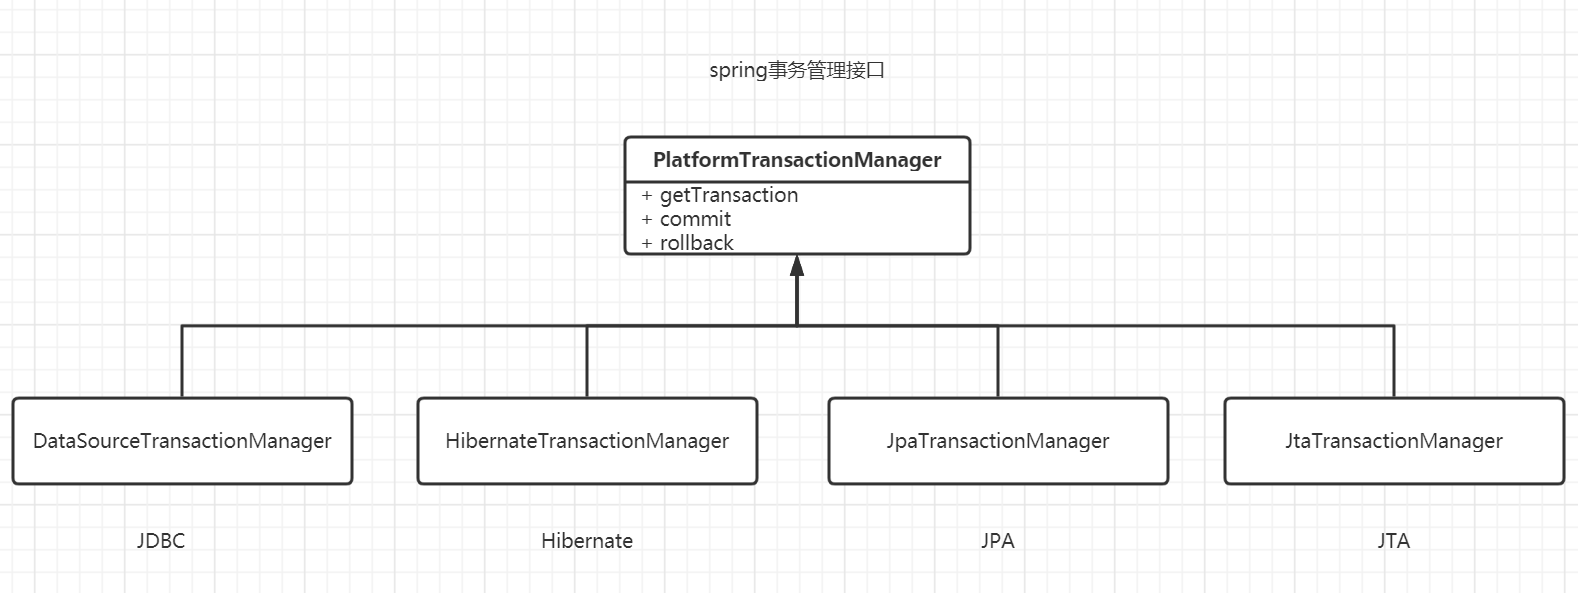 spring事务管理接口
PlatformTransactionManager
+ getTransaction
+ commit
+ rollback
DataSourceTransactionManager
HibernateTransactionManager
JpaTransactionManager
JtaTransactionManager
JDBC
Hibernate
JPA
JTA